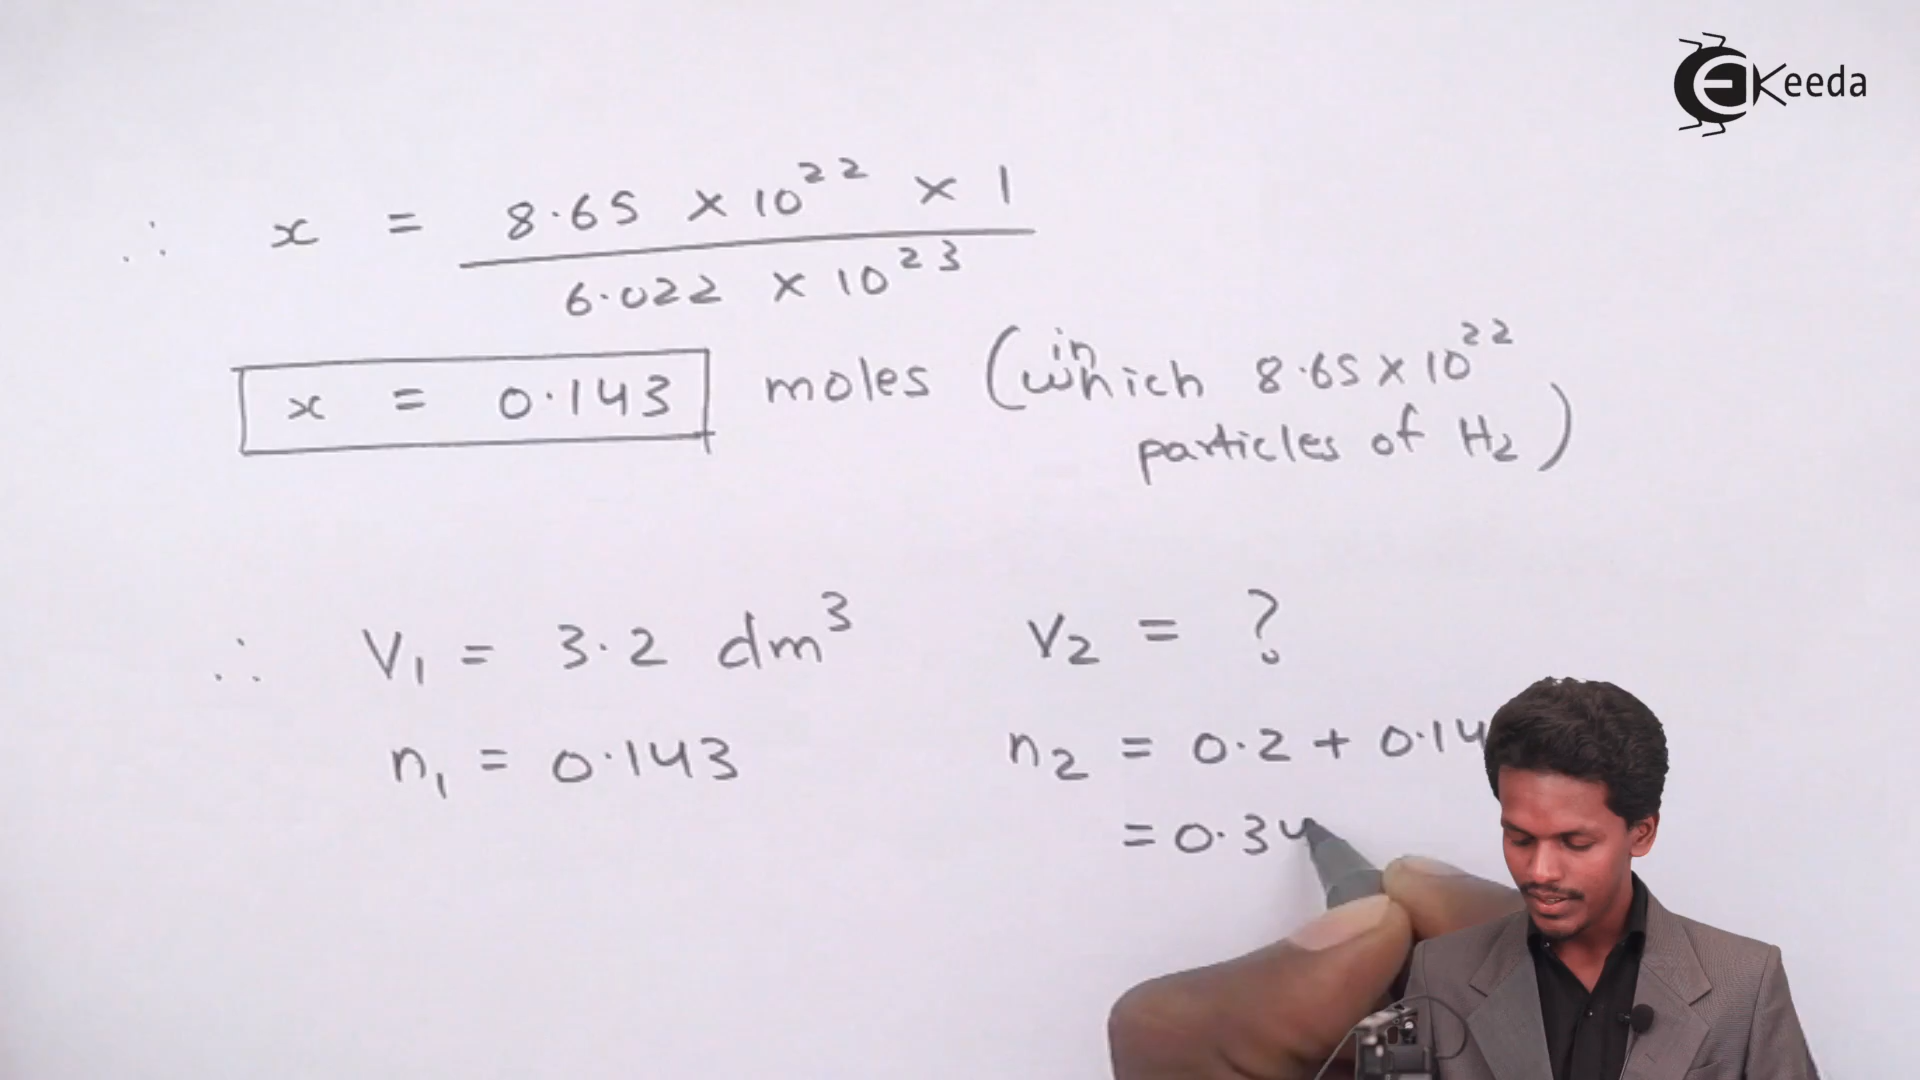 EKeeda
∴ x = 8.65 × 10²² × 1
6.022 × 10²³
x = 0.143 moles (in which 8.65 × 10²²
particles of H₂)
∴ V₁ = 3.2 dm³ V₂ = ?
n₁ = 0.143 n₂ = 0.2 + 0.14
= 0.34